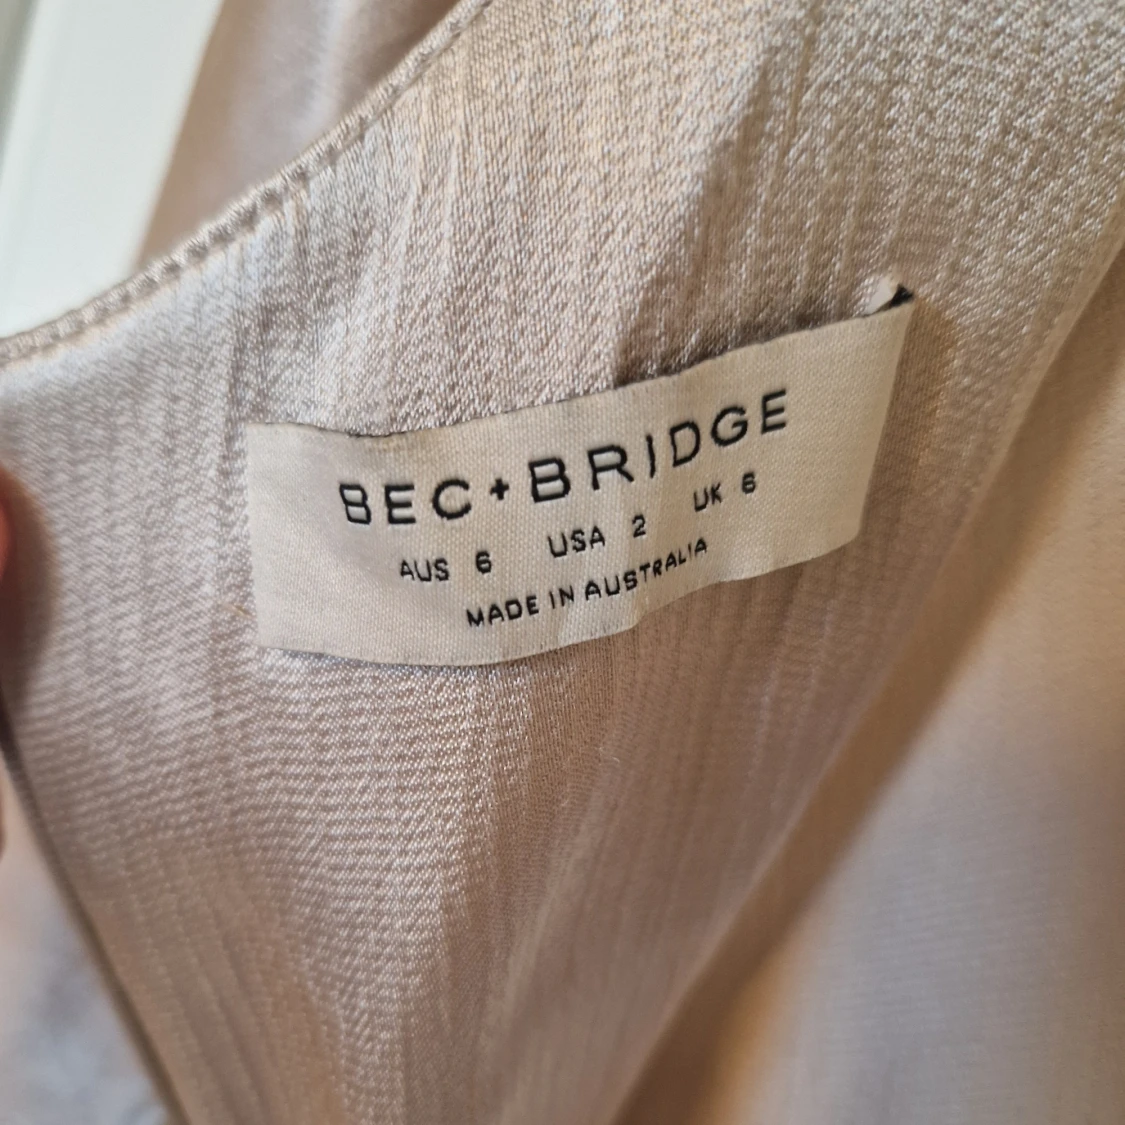 BEC+BRIDGE
AUS 6 USA 2 UK 6
MADE IN AUSTRALIA